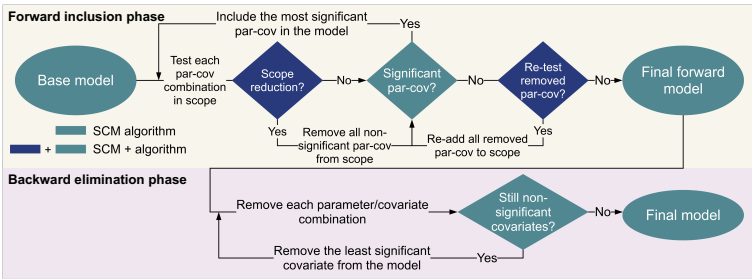 Forward inclusion phase
Include the most significant
par-cov in the model
Yes
Base model
Test each
par-cov
combination
in scope
Scope
reduction?
No
Significant
par-cov?
No
Re-test
removed
par-cov?
No
Final forward
model
Yes
Remove all non-
significant par-cov
from scope
Re-add all removed
par-cov to scope
Yes
SCM algorithm
+ SCM + algorithm
Backward elimination phase
Remove each parameter/covariate
combination
Still non-
significant
covariates?
No
Final model
Remove the least significant
covariate from the model
Yes